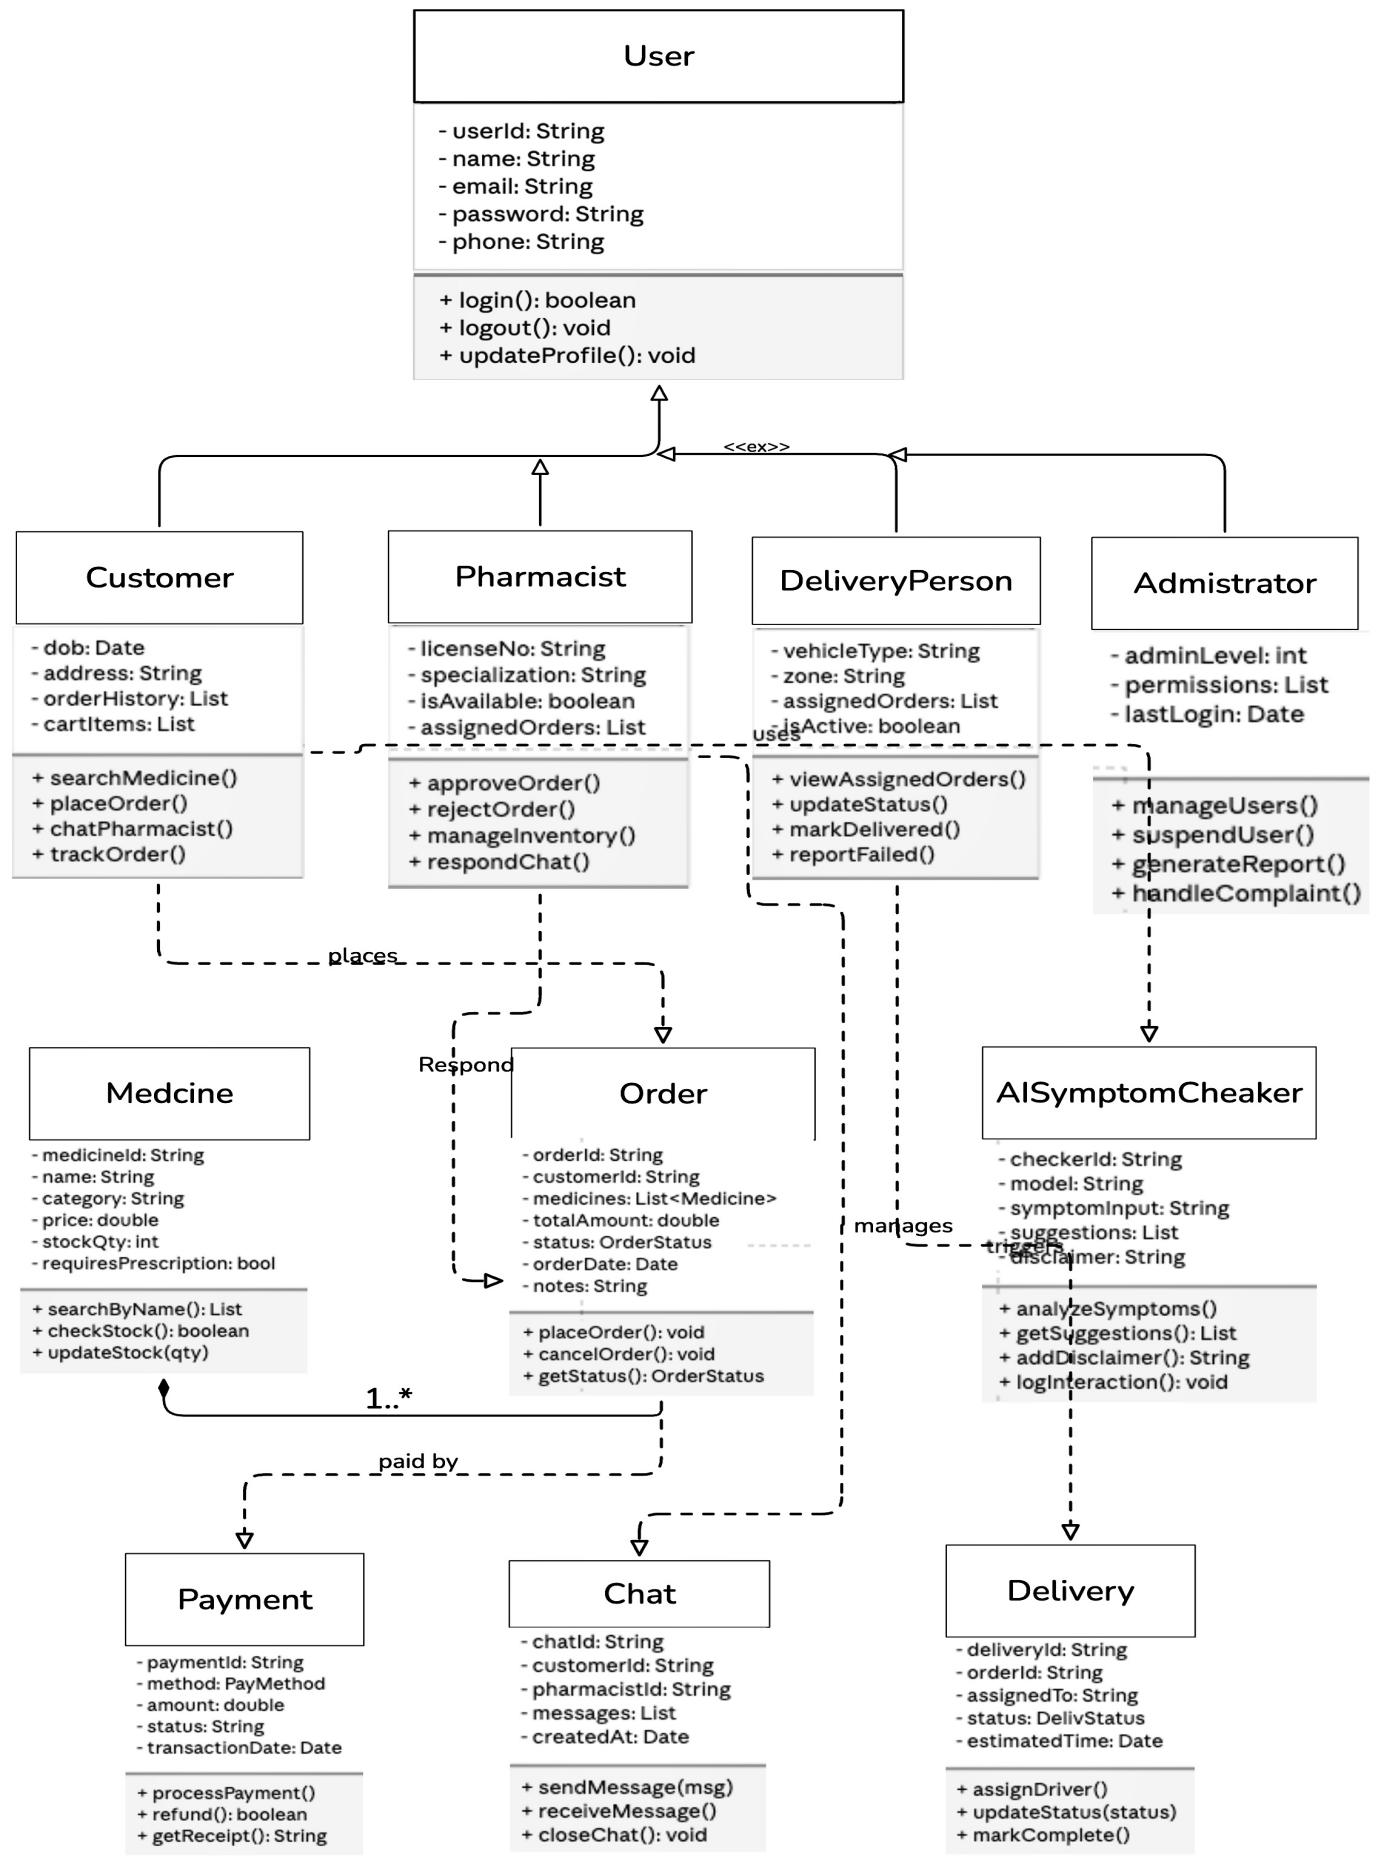 User
- userId: String
- name: String
- email: String
- password: String
- phone: String
+ login(): boolean
+ logout(): void
+ updateProfile(): void
<<ex>>
Customer
- dob: Date
- address: String
- orderHistory: List
- cartItems: List
+ searchMedicine()
+ placeOrder()
+ chatPharmacist()
+ trackOrder()
Pharmacist
- licenseNo: String
- specialization: String
- isAvailable: boolean
- assignedOrders: List
+ approveOrder()
+ rejectOrder()
+ manageInventory()
+ respondChat()
DeliveryPerson
- vehicleType: String
- zone: String
- assignedOrders: List
- isActive: boolean
uses
+ viewAssignedOrders()
+ updateStatus()
+ markDelivered()
+ reportFailed()
Admistrator
- adminLevel: int
- permissions: List
- lastLogin: Date
+ manageUsers()
+ suspendUser()
+ generateReport()
+ handleComplaint()
places
Respond
Medcine
- medicineId: String
- name: String
- category: String
- price: double
- stockQty: int
- requiresPrescription: bool
+ searchByName(): List
+ checkStock(): boolean
+ updateStock(qty)
Order
- orderId: String
- customerId: String
- medicines: List<Medicine>
- totalAmount: double
- status: OrderStatus
- orderDate: Date
- notes: String
+ placeOrder(): void
+ cancelOrder(): void
+ getStatus(): OrderStatus
manages
AISymptomCheaker
- checkerId: String
- model: String
- symptomInput: String
- suggestions: List
triggers
- disclaimer: String
+ analyzeSymptoms()
+ getSuggestions(): List
+ addDisclaimer(): String
+ logInteraction(): void
1..*
paid by
Payment
- paymentId: String
- method: PayMethod
- amount: double
- status: String
- transactionDate: Date
+ processPayment()
+ refund(): boolean
+ getReceipt(): String
Chat
- chatId: String
- customerId: String
- pharmacistId: String
- messages: List
- createdAt: Date
+ sendMessage(msg)
+ receiveMessage()
+ closeChat(): void
Delivery
- deliveryId: String
- orderId: String
- assignedTo: String
- status: DelivStatus
- estimatedTime: Date
+ assignDriver()
+ updateStatus(status)
+ markComplete()